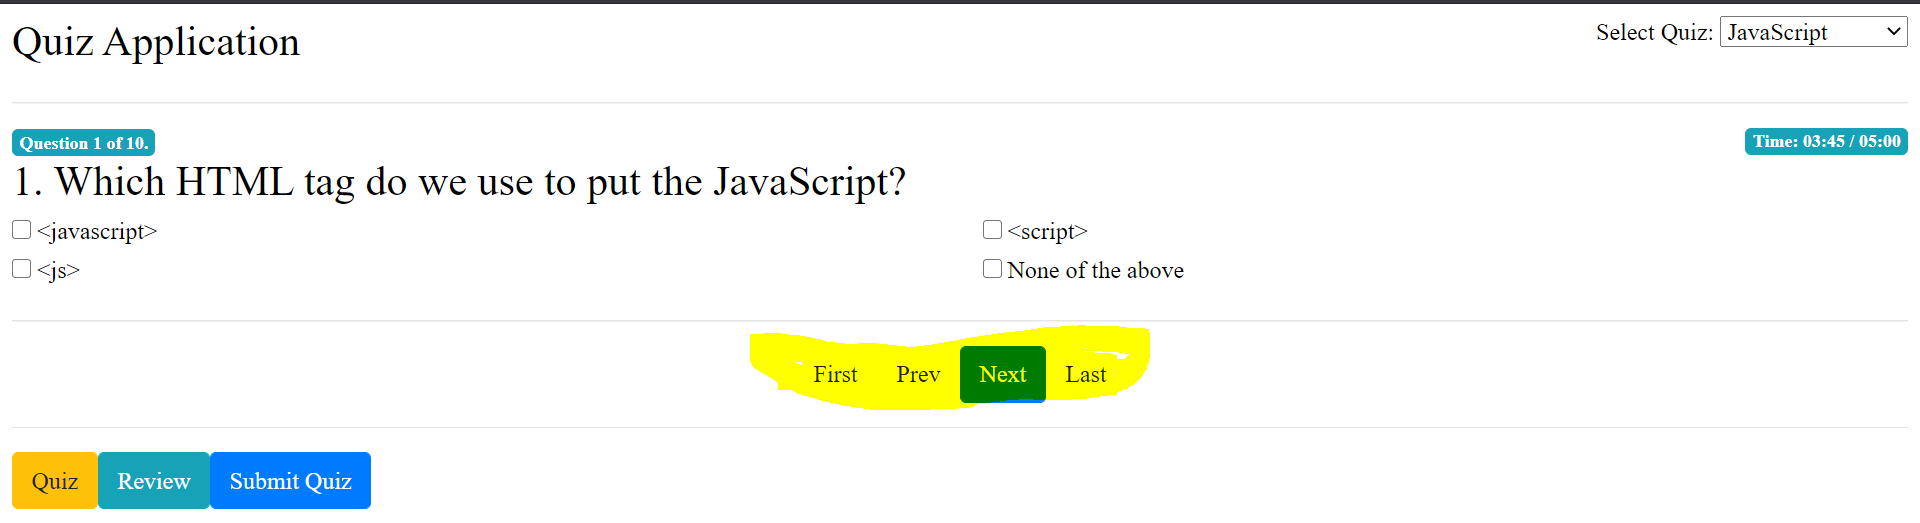 Quiz Application
Select Quiz: JavaScript
Question 1 of 10.
Time: 03:45 / 05:00
1. Which HTML tag do we use to put the JavaScript?
<javascript>
<script>
<js>
None of the above
First Prev Next Last
Quiz Review Submit Quiz